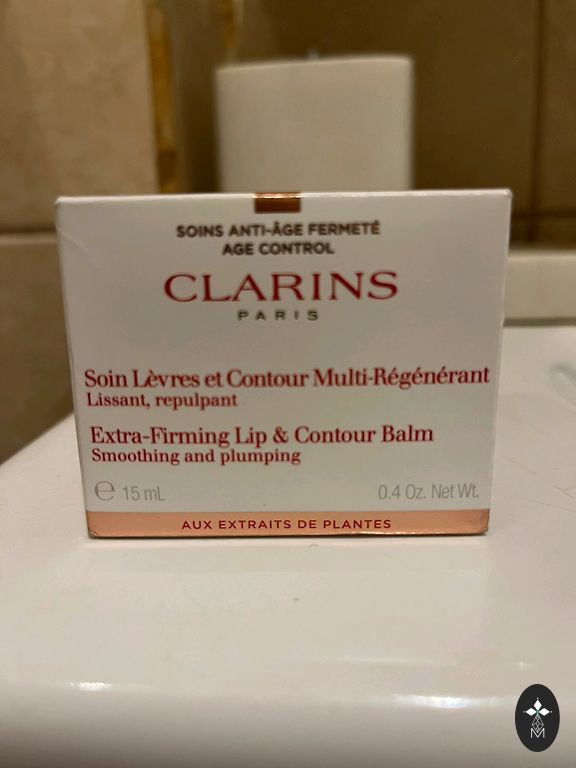 SOINS ANTI-ÂGE FERMETÉ
AGE CONTROL
CLARINS
PARIS
Soin Lèvres et Contour Multi-Régénérant
Lissant, repulpant
Extra-Firming Lip & Contour Balm
Smoothing and plumping
℮ 15 mL 0.4 Oz. Net Wt.
AUX EXTRAITS DE PLANTES
M